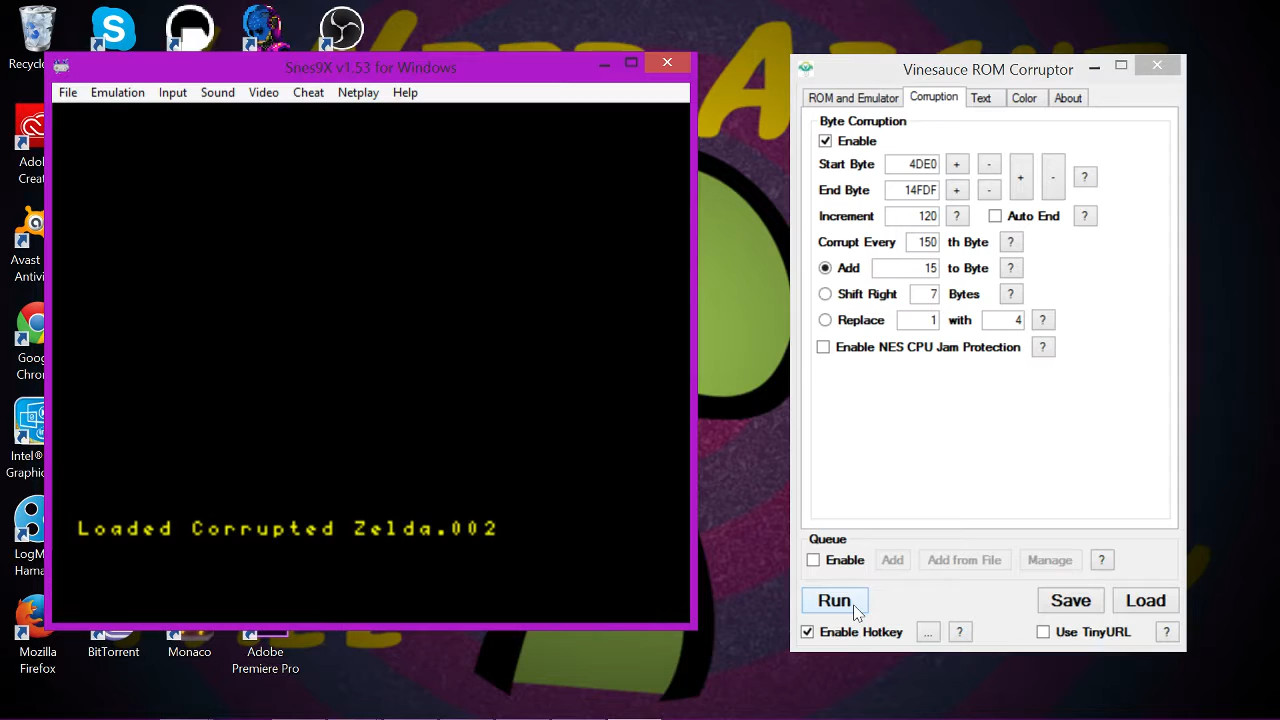 Recycle
Adob
Creat
Avast
Antivi
Goog
Chron
Intel®
Graphic
LogM
Hama
Mozilla
Firefox
BitTorrent
Monaco
Adobe
Premiere Pro
Snes9X v1.53 for Windows
File Emulation Input Sound Video Cheat Netplay Help
Loaded Corrupted Zelda.002
Vinesauce ROM Corruptor
ROM and Emulator Corruption Text Color About
Byte Corruption
Enable
Start Byte 4DE0 + - + - ?
End Byte 14FDF + -
Increment 120 ? Auto End ?
Corrupt Every 150 th Byte ?
Add 15 to Byte ?
Shift Right 7 Bytes ?
Replace 1 with 4 ?
Enable NES CPU Jam Protection ?
Queue
Enable Add Add from File Manage ?
Run Save Load
Enable Hotkey ... ? Use TinyURL ?